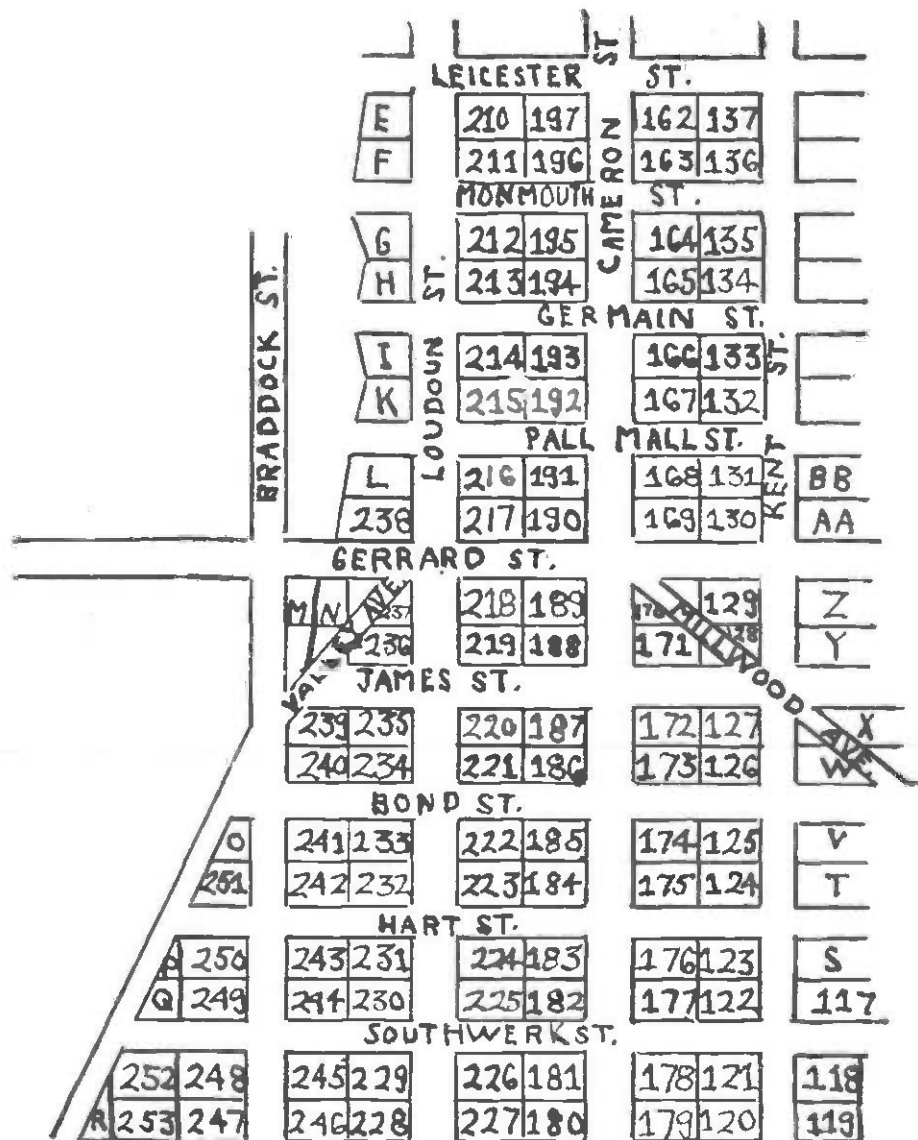 LEICESTER ST.
E 210 197 162 137
F 211 196 163 136
MONMOUTH ST.
G 212 195 164 135
H 213 194 165 134
GERMAIN ST.
I 214 193 166 133
K 215 192 167 132
PALL MALL ST.
L 216 191 168 131 BB
238 217 190 169 130 AA
GERRARD ST.
M N 237 218 189 129 Z
236 219 188 171 Y
JAMES ST.
239 235 220 187 172 127 X
240 234 221 186 173 126 W
BOND ST.
O 241 233 222 185 174 125 V
251 242 232 223 184 175 124 T
HART ST.
P 250 243 231 224 183 176 123 S
Q 249 244 230 225 182 177 122 117
SOUTHWERK ST.
252 248 245 229 226 181 178 121 118
R 253 247 246 228 227 180 179 120 119
BRADDOCK ST.
LOUDOUN ST.
CAMERON ST
KENT ST.
AVE
MILLWOOD AVE